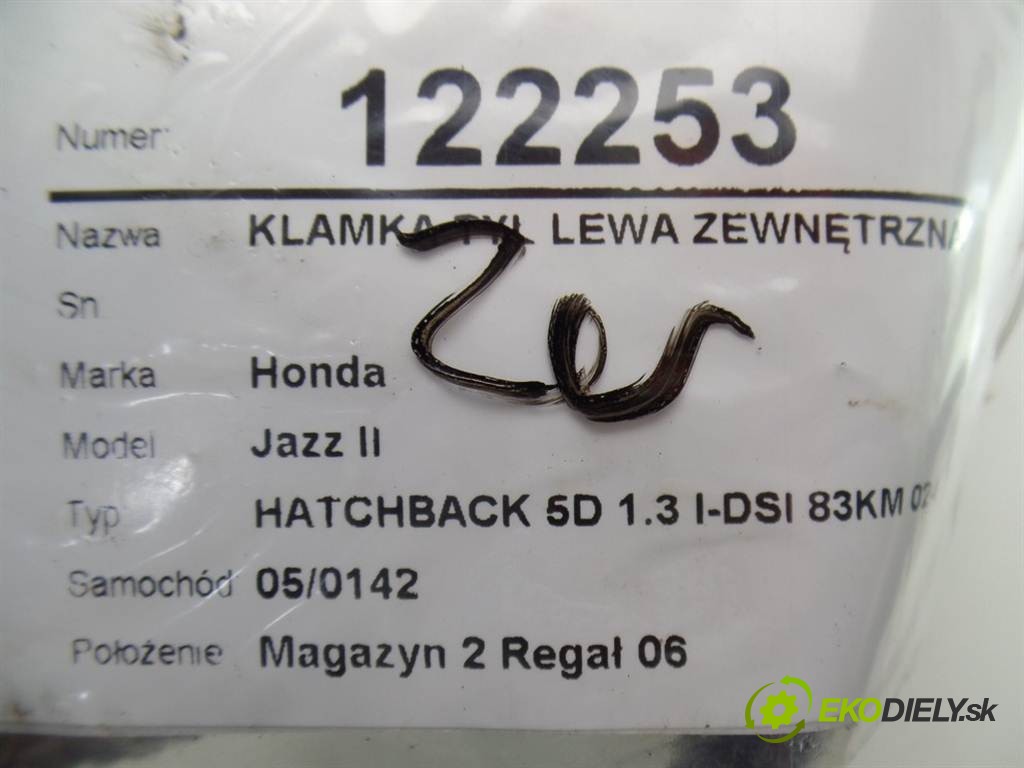 Numer: 122253
Nazwa KLAMKA TYŁ LEWA ZEWNĘTRZNA
Sn
Marka Honda
Model Jazz II
Typ HATCHBACK 5D 1.3 I-DSI 83KM
Samochód 05/0142
Położenie Magazyn 2 Regał 06
EKODIELY.sk